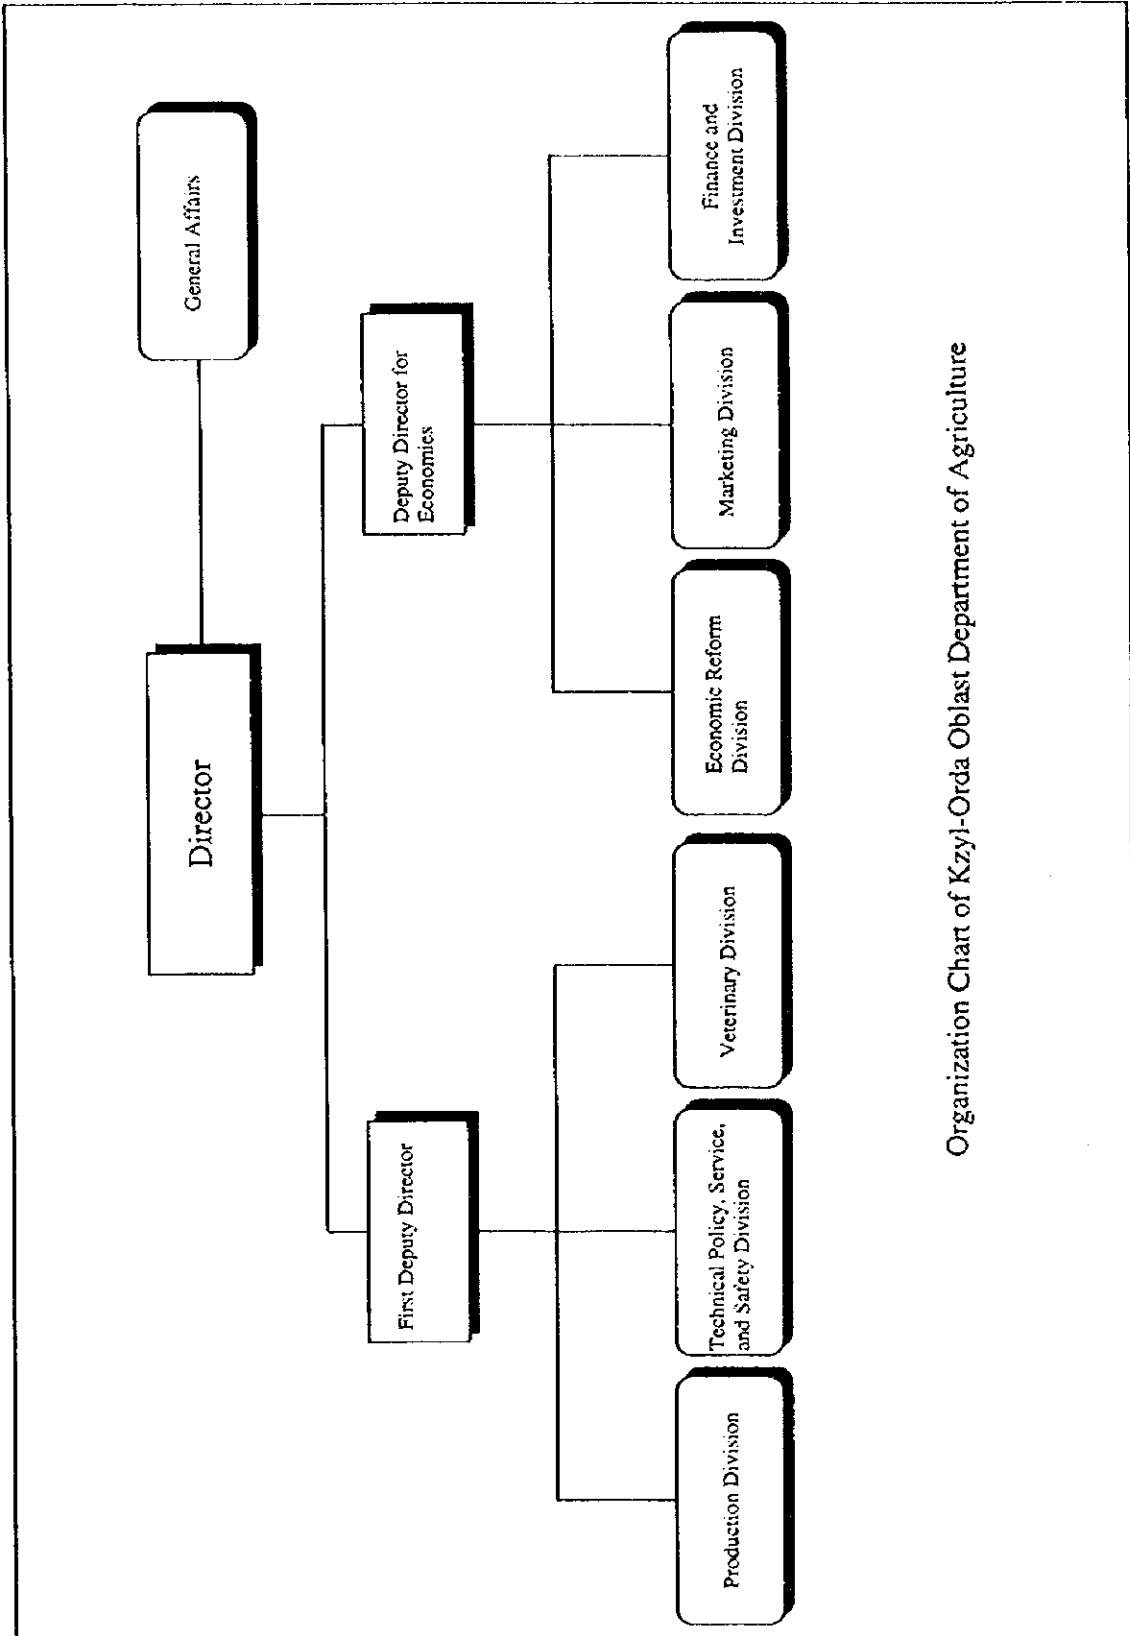 General Affairs
Director
Deputy Director for
Economies
First Deputy Director
Production Division
Technical Policy, Service,
and Safety Division
Veterinary Division
Economic Reform
Division
Marketing Division
Finance and
Investment Division
Organization Chart of Kzyl-Orda Oblast Department of Agriculture